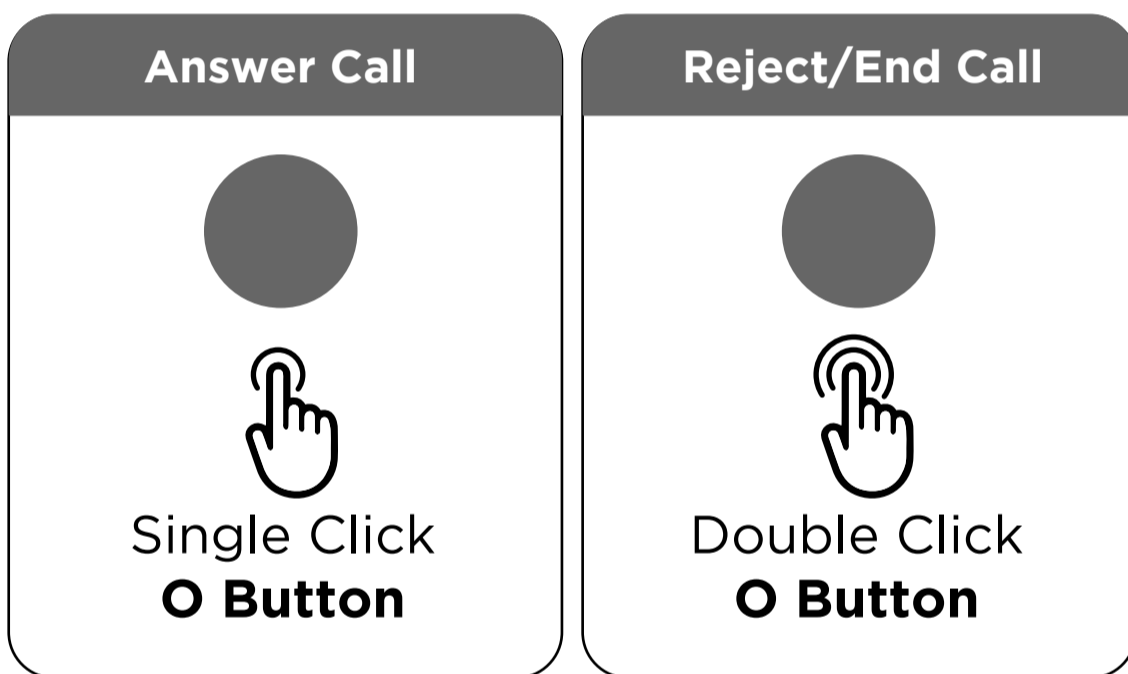 Answer Call
Single Click
O Button
Reject/End Call
Double Click
O Button